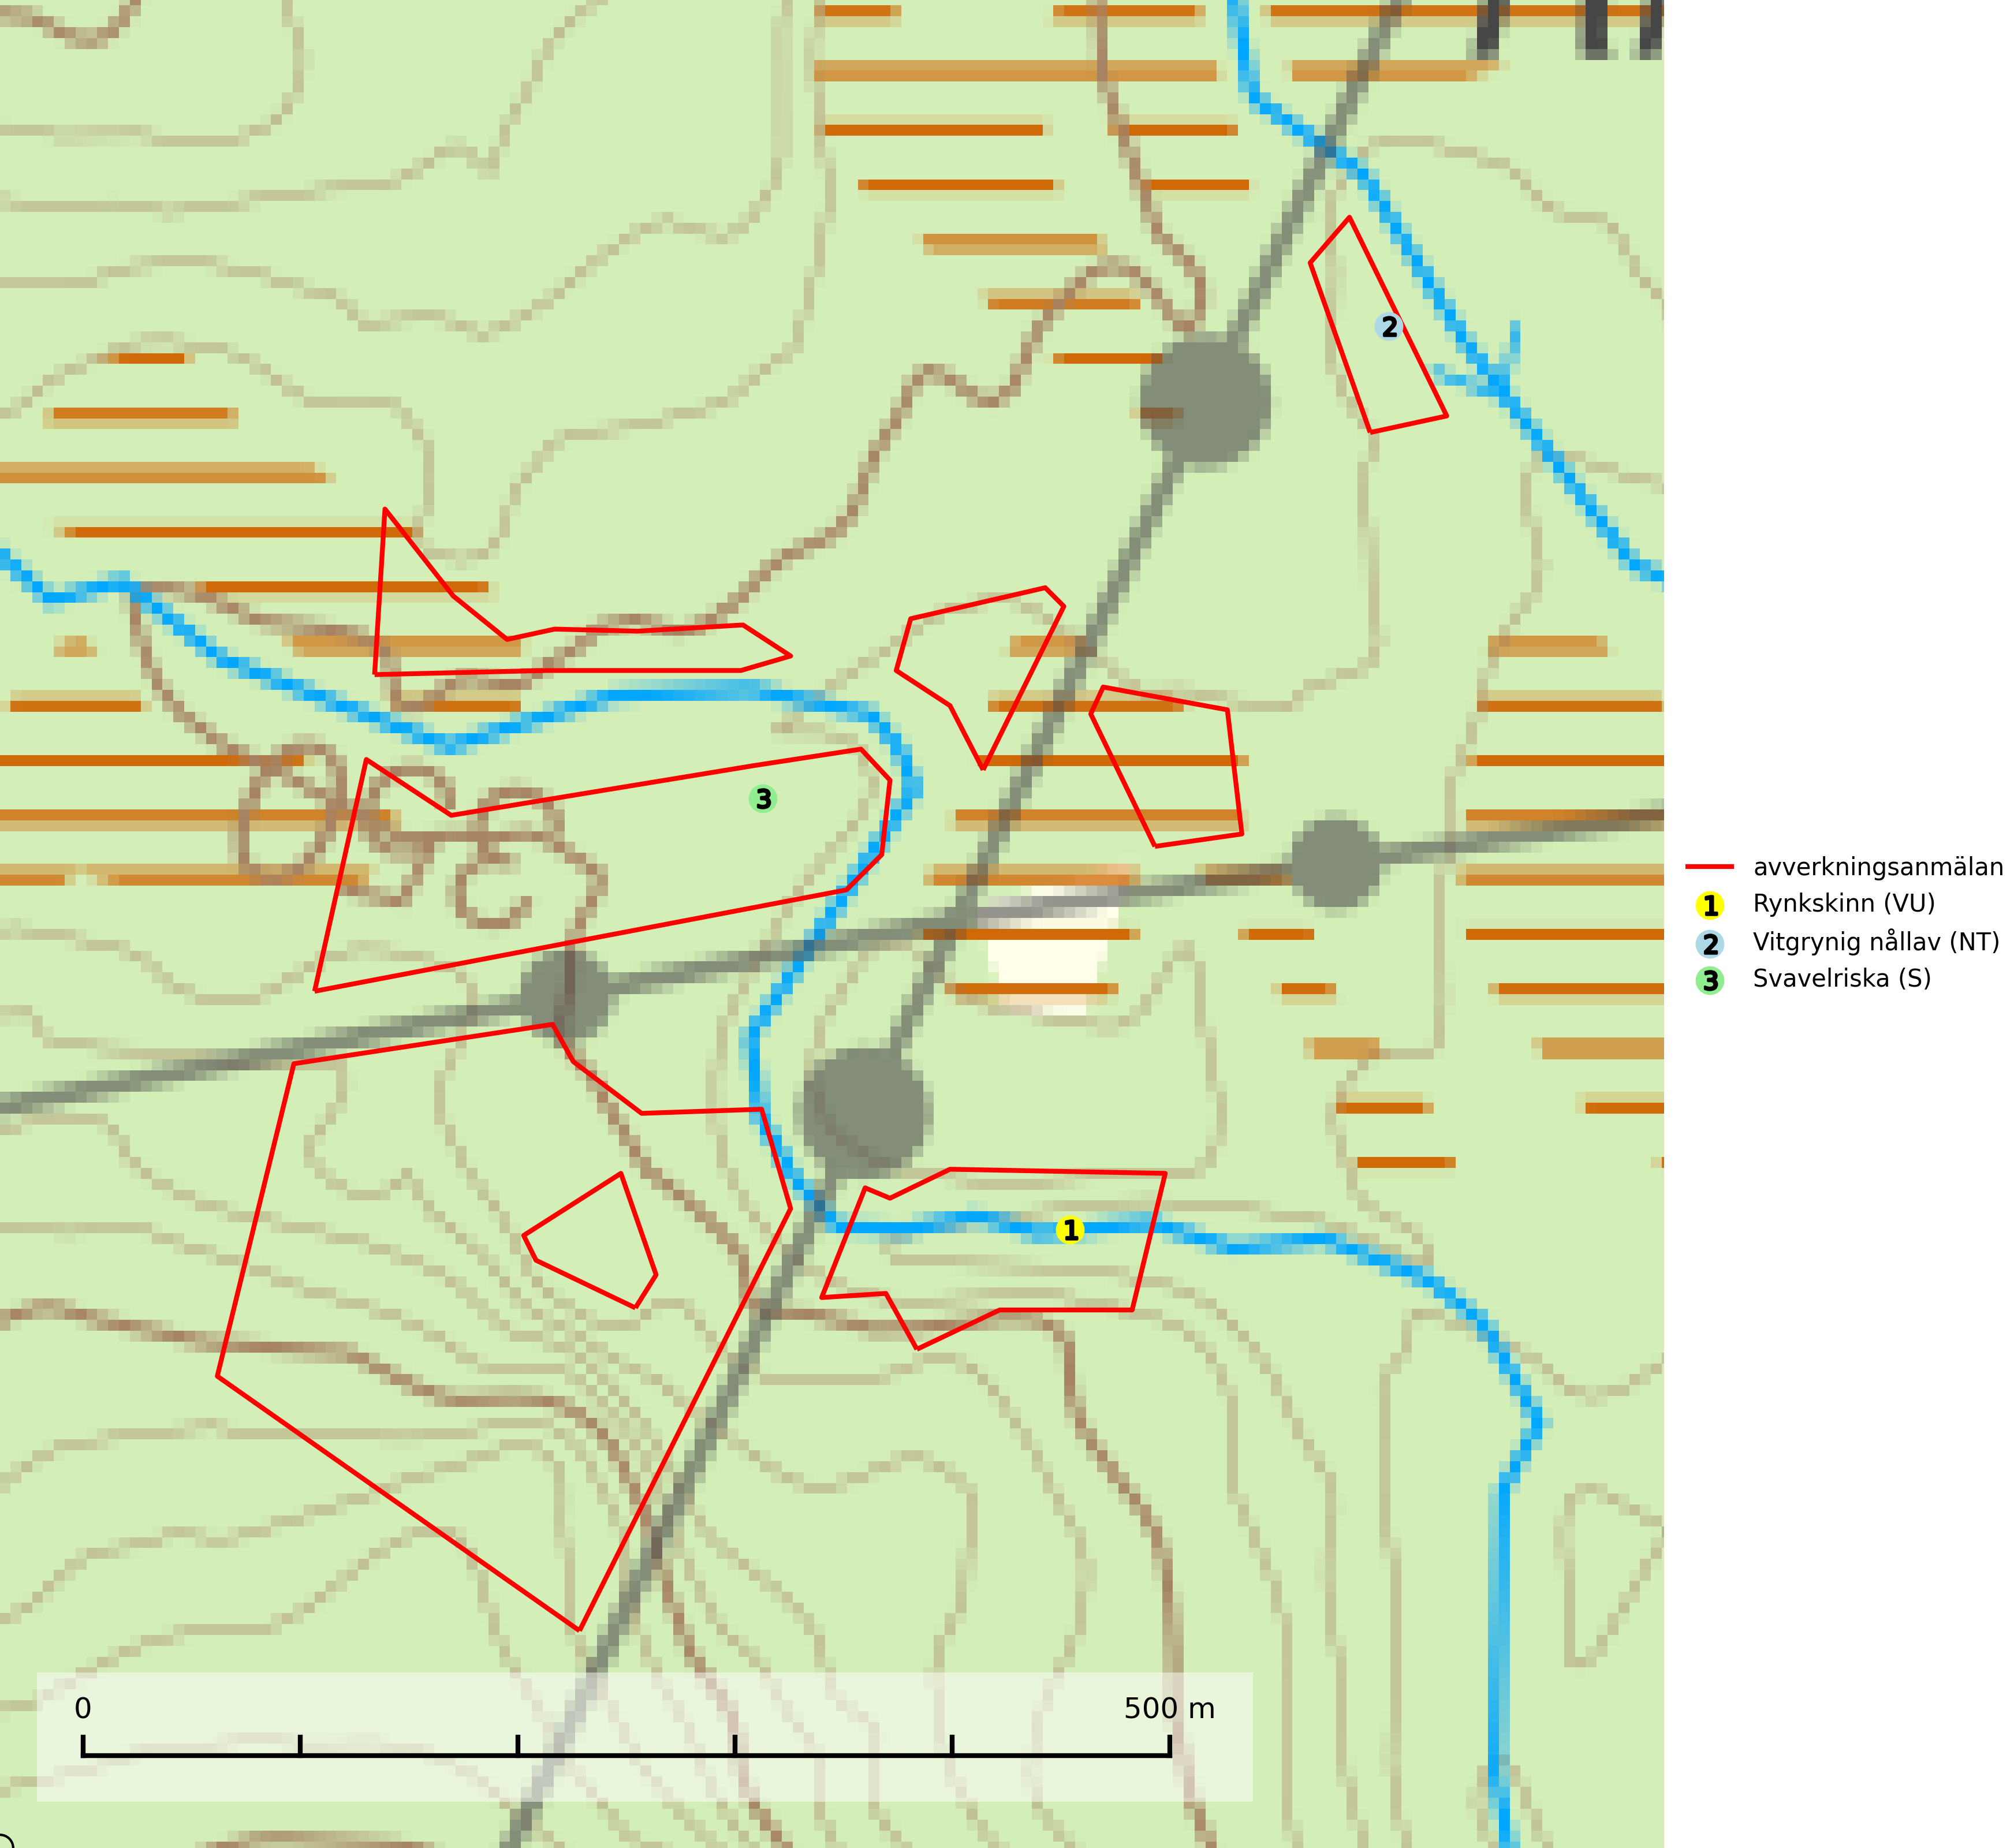 2
3
1
avverkningsanmälan
1 Rynkskinn (VU)
2 Vitgrynig nållav (NT)
3 Svavelriska (S)
0 500 m